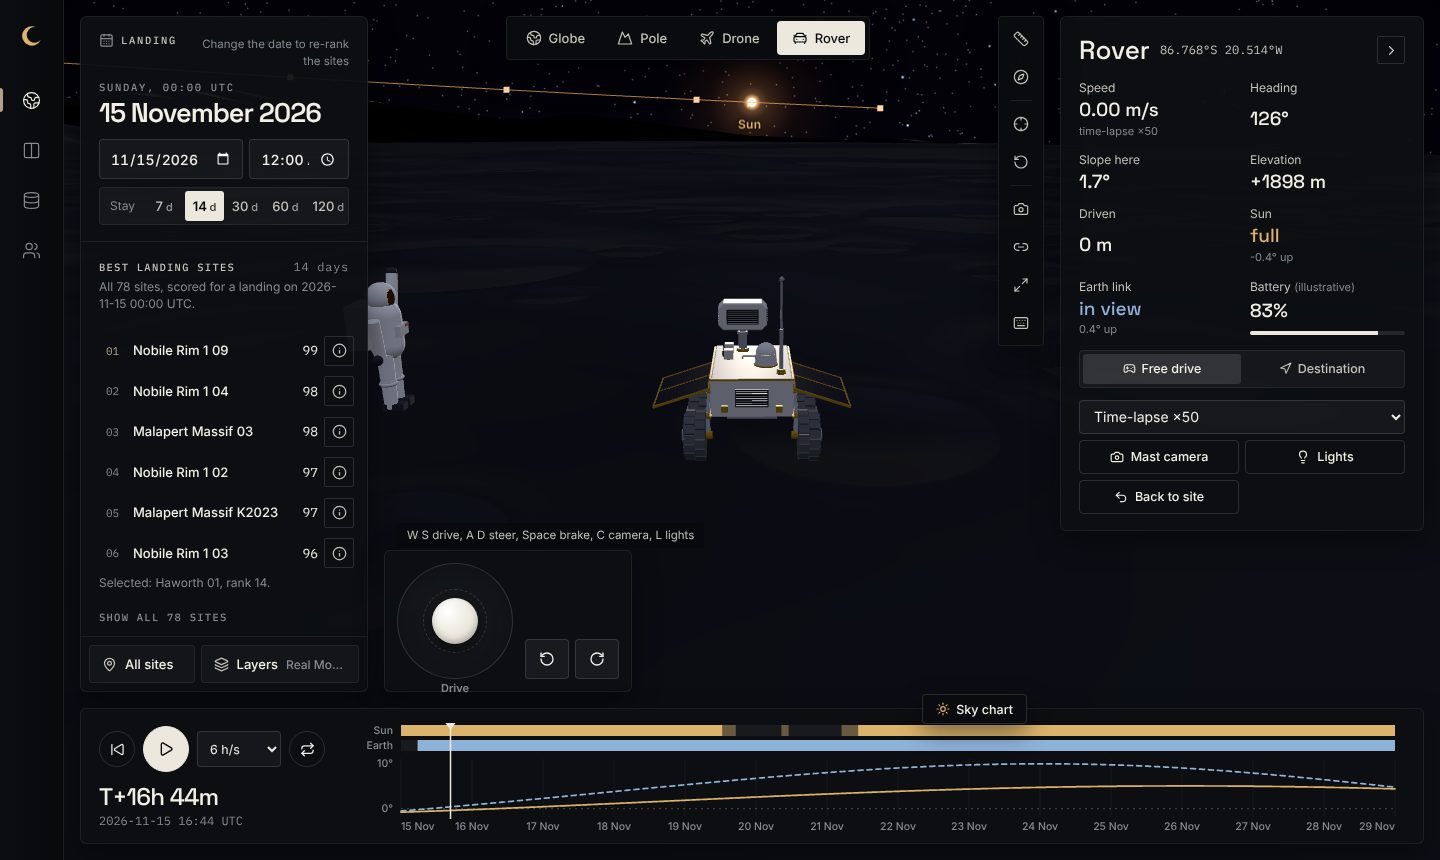 LANDING
Change the date to re-rank
the sites
SUNDAY, 00:00 UTC
15 November 2026
11/15/2026
12:00 .
Stay 7 d 14 d 30 d 60 d 120 d
BEST LANDING SITES 14 days
All 78 sites, scored for a landing on 2026-
11-15 00:00 UTC.
01 Nobile Rim 1 09 99
02 Nobile Rim 1 04 98
03 Malapert Massif 03 98
04 Nobile Rim 1 02 97
05 Malapert Massif K2023 97
06 Nobile Rim 1 03 96
Selected: Haworth 01, rank 14.
SHOW ALL 78 SITES
All sites
Layers Real Mo...
Globe Pole Drone Rover
Sun
W S drive, A D steer, Space brake, C camera, L lights
Drive
Rover 86.768°S 20.514°W
Speed Heading
0.00 m/s 126°
time-lapse ×50
Slope here Elevation
1.7° +1898 m
Driven Sun
0 m full
-0.4° up
Earth link Battery (illustrative)
in view 83%
0.4° up
Free drive Destination
Time-lapse ×50
Mast camera Lights
Back to site
Sky chart
6 h/s
T+16h 44m
2026-11-15 16:44 UTC
Sun
Earth
10°
0°
15 Nov 16 Nov 17 Nov 18 Nov 19 Nov 20 Nov 21 Nov 22 Nov 23 Nov 24 Nov 25 Nov 26 Nov 27 Nov 28 Nov 29 Nov